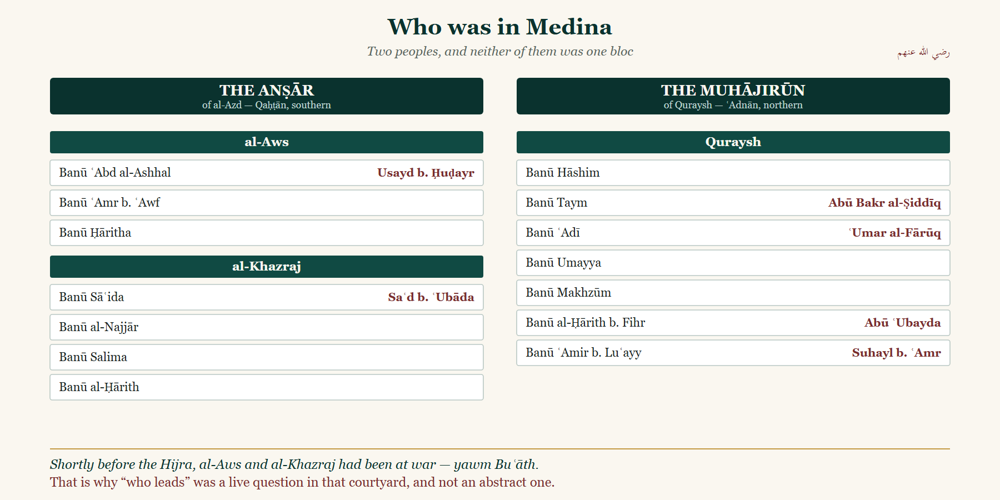 Who was in Medina
Two peoples, and neither of them was one bloc
رضي الله عنهم
THE ANṢĀR
of al-Azd — Qaḥṭān, southern
al-Aws
Banū ʿAbd al-Ashhal
Usayd b. Ḥuḍayr
Banū ʿAmr b. ʿAwf
Banū Ḥāritha
al-Khazraj
Banū Sāʿida
Saʿd b. ʿUbāda
Banū al-Najjār
Banū Salima
Banū al-Ḥārith
THE MUHĀJIRŪN
of Quraysh — ʿAdnān, northern
Quraysh
Banū Hāshim
Banū Taym
Abū Bakr al-Ṣiddīq
Banū ʿAdī
ʿUmar al-Fārūq
Banū Umayya
Banū Makhzūm
Banū al-Ḥārith b. Fihr
Abū ʿUbayda
Banū ʿAmir b. Luʿayy
Suhayl b. ʿAmr
Shortly before the Hijra, al-Aws and al-Khazraj had been at war — yawm Buʿāth.
That is why “who leads” was a live question in that courtyard, and not an abstract one.